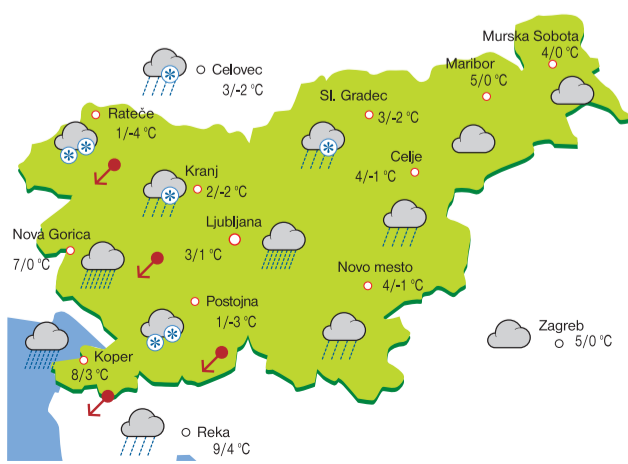 Murska Sobota
4/0 °C
Maribor
5/0 °C
Celovec
3/-2 °C
Sl. Gradec
3/-2 °C
Rateče
1/-4 °C
Celje
4/-1 °C
Kranj
2/-2 °C
Ljubljana
3/1 °C
Nova Gorica
7/0 °C
Novo mesto
4/-1 °C
Postojna
1/-3 °C
Zagreb
5/0 °C
Koper
8/3 °C
Reka
9/4 °C